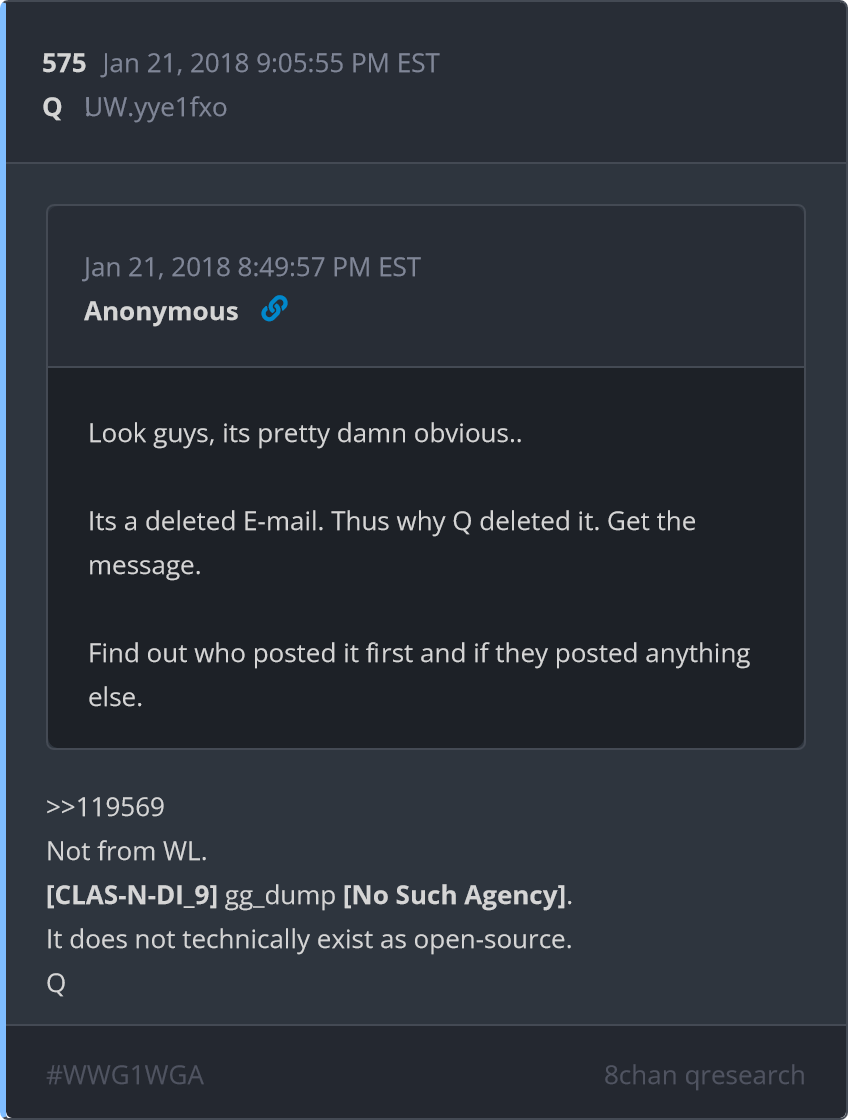 575 Jan 21, 2018 9:05:55 PM EST
Q UW.yye1fxo
Jan 21, 2018 8:49:57 PM EST
Anonymous
Look guys, its pretty damn obvious..
Its a deleted E-mail. Thus why Q deleted it. Get the
message.
Find out who posted it first and if they posted anything
else.
>>119569
Not from WL.
[CLAS-N-DI_9] gg_dump [No Such Agency].
It does not technically exist as open-source.
Q
#WWG1WGA 8chan qresearch